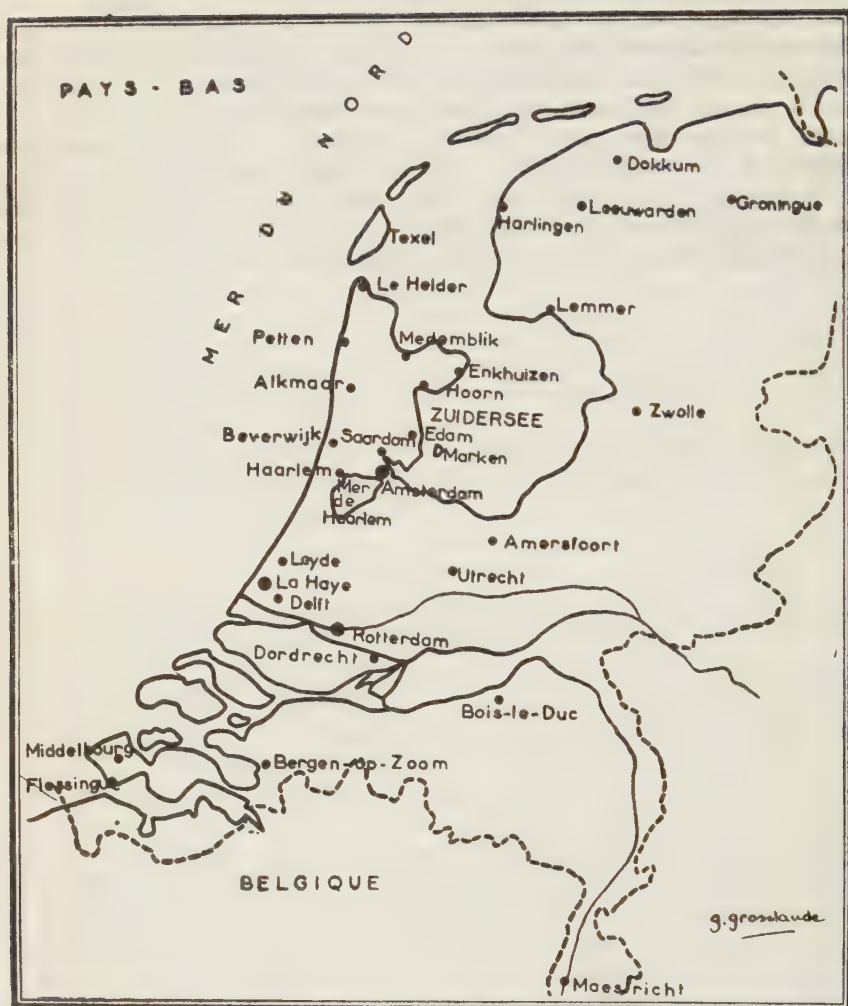 PAYS - BAS
MER DU NORD
Dokkum
Harlingen
Leeuwarden
Groningue
Texel
Le Helder
Lemmer
Petten
Medemblik
Enkhuizen
Alkmaar
Hoorn
ZUIDERSEE
Zwolle
Beverwijk
Saardam
Edam
Marken
Haarlem
Mer
de
Haarlem
Amsterdam
Amersfoort
Leyde
Utrecht
La Haye
Delft
Rotterdam
Dordrecht
Bois-le-Duc
Middelbourg
Bergen-op-Zoom
Flessingue
BELGIQUE
g.groslaude
Maestricht